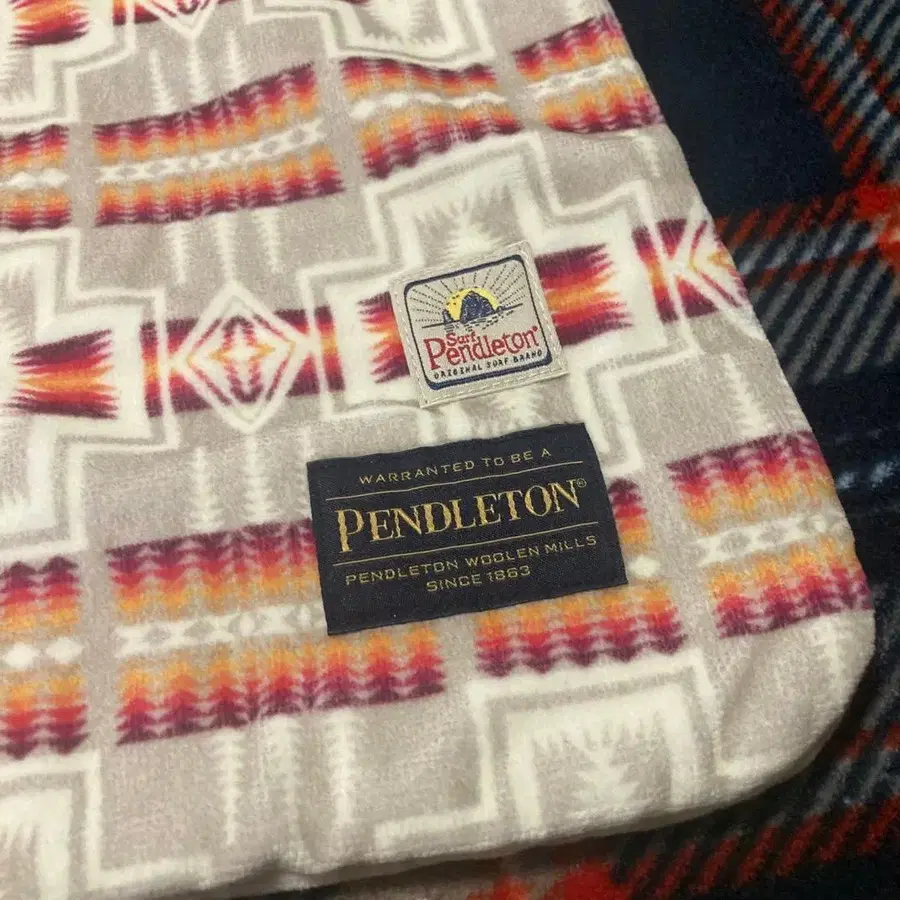 Surf
Pendleton®
ORIGINAL SURF BRAND
WARRANTED TO BE A
PENDLETON®
PENDLETON WOOLEN MILLS
SINCE 1863